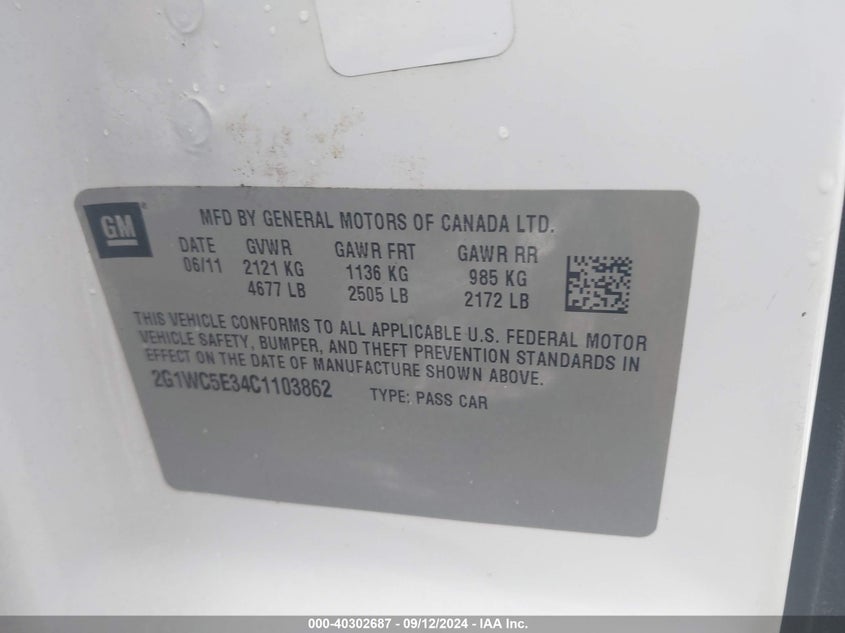 GM
MFD BY GENERAL MOTORS OF CANADA LTD.
DATE GVWR GAWR FRT GAWR RR
06/11 2121 KG 1136 KG 985 KG
4677 LB 2505 LB 2172 LB
THIS VEHICLE CONFORMS TO ALL APPLICABLE U.S. FEDERAL MOTOR
VEHICLE SAFETY, BUMPER, AND THEFT PREVENTION STANDARDS IN
EFFECT ON THE DATE OF MANUFACTURE SHOWN ABOVE.
2G1WC5E34C1103862 TYPE: PASS CAR
000-40302687 - 09/12/2024 - IAA Inc.